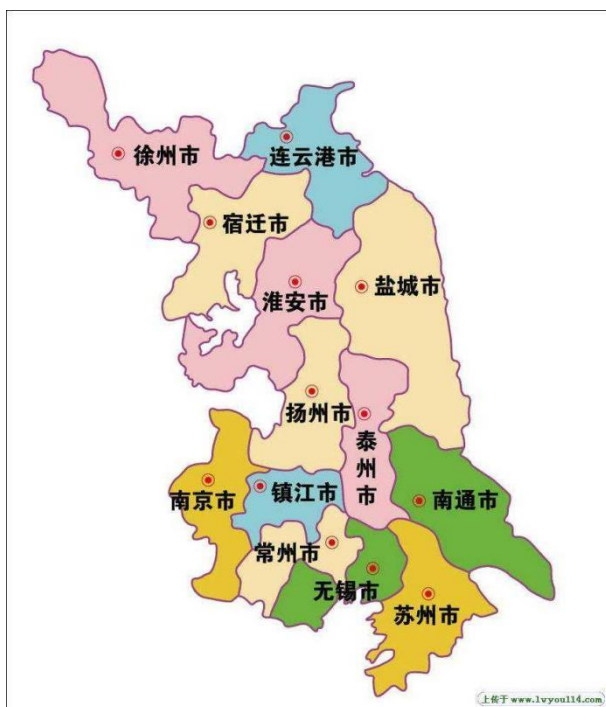 徐州市
连云港市
宿迁市
淮安市
盐城市
扬州市
泰州市
南京市
镇江市
南通市
常州市
无锡市
苏州市
上传于 www.lvyou114.com